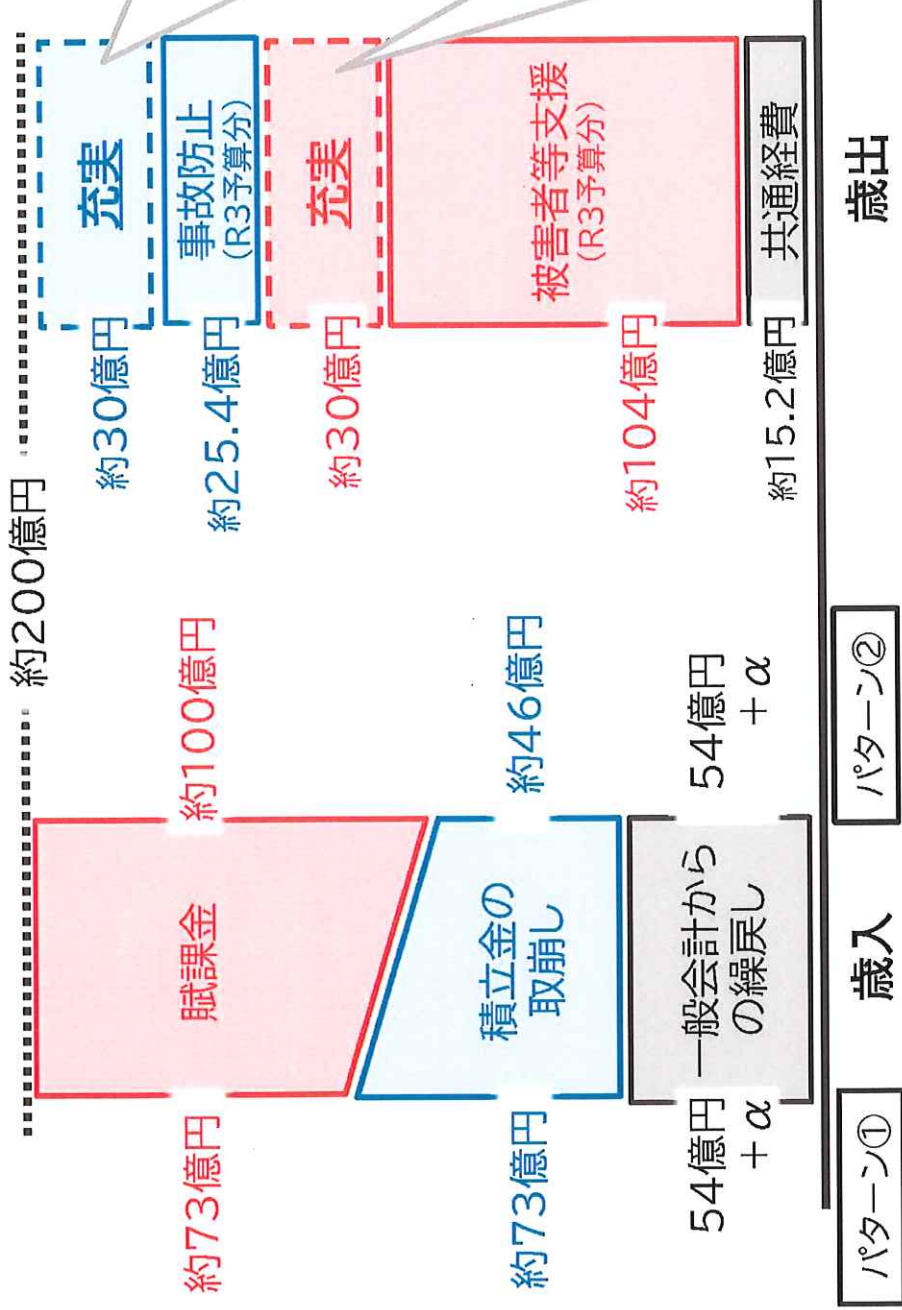 約200億円
約73億円
賦課金
約100億円
約73億円
積立金の
取崩し
約46億円
54億円
+α
一般会計から
の繰戻し
54億円
+α
パターン①
歳入
パターン②
約30億円
充実
約25.4億円
事故防止
(R3予算分)
約30億円
充実
約104億円
被害者等支援
(R3予算分)
約15.2億円
共通経費
歳出